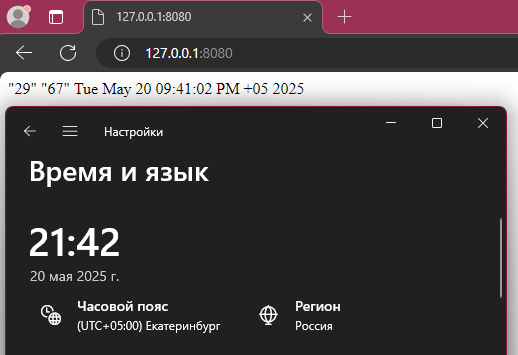 127.0.0.1:8080
127.0.0.1:8080
"29" "67" Tue May 20 09:41:02 PM +05 2025
Настройки
Время и язык
21:42
20 мая 2025 г.
Часовой пояс
(UTC+05:00) Екатеринбург
Регион
Россия